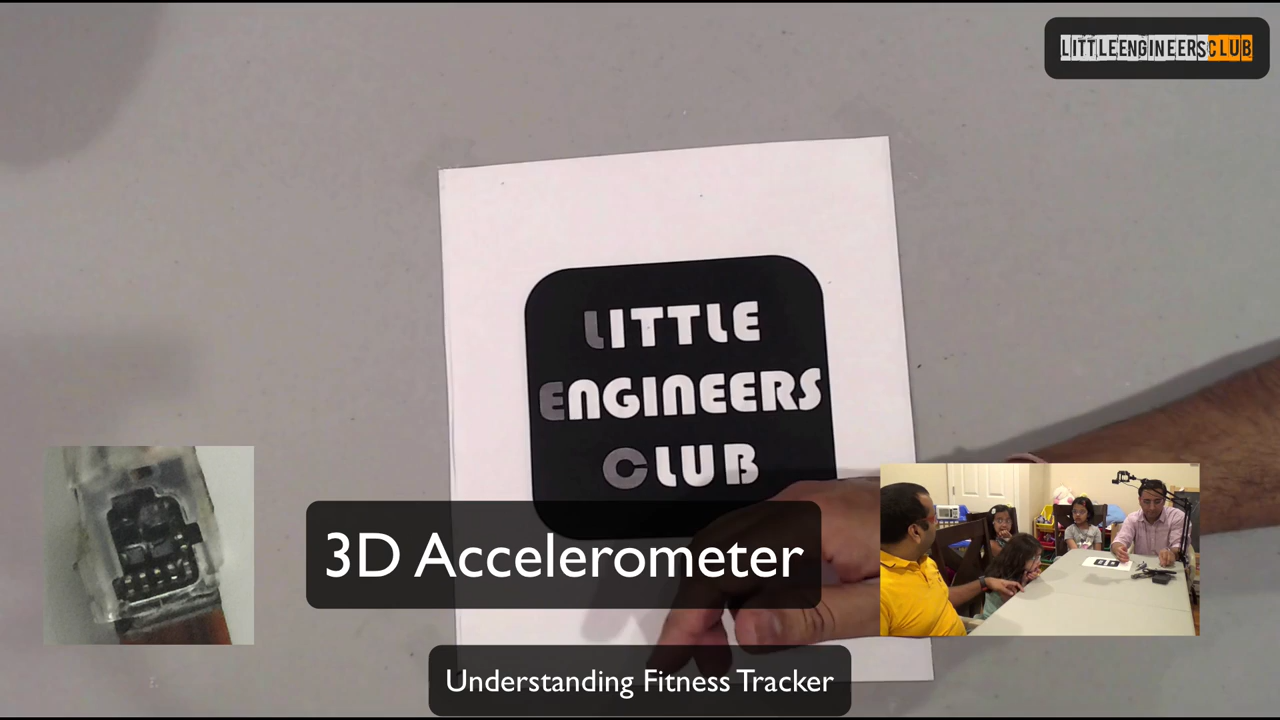 LITTLEENGINEERSCLUB
LITTLE
ENGINEERS
CLUB
3D Accelerometer
Understanding Fitness Tracker